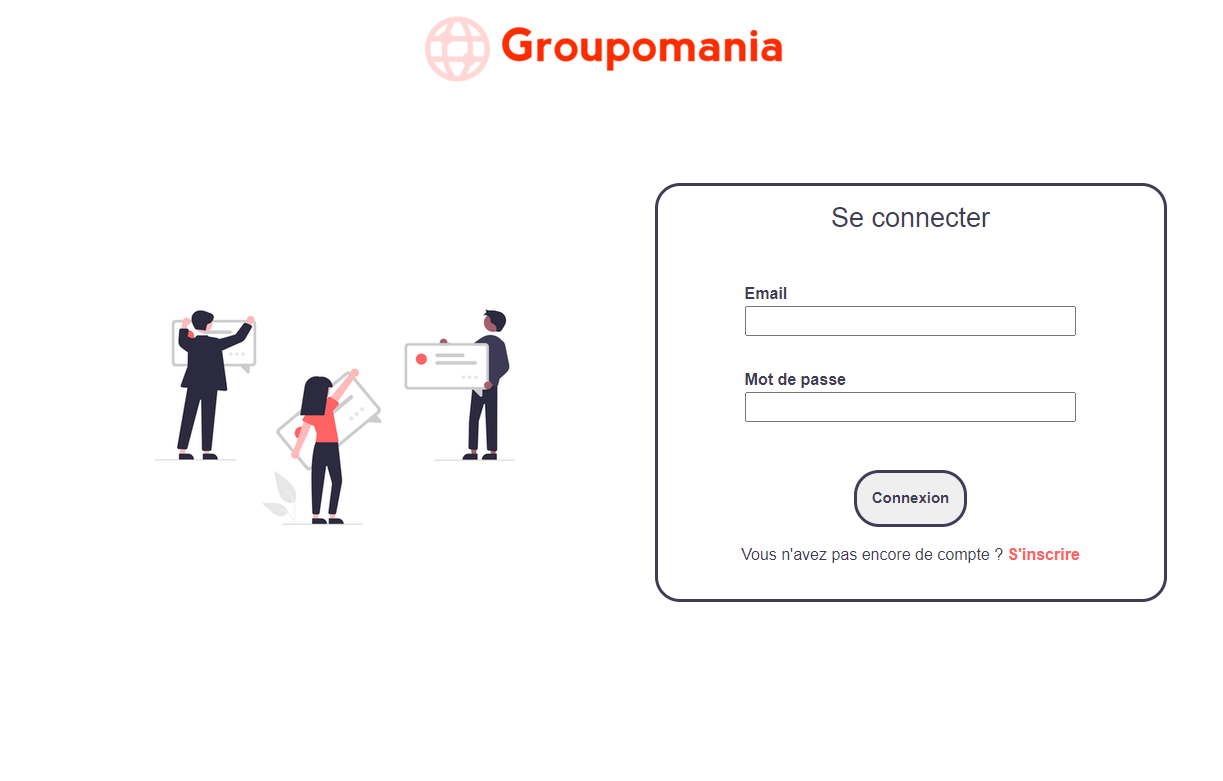 Groupomania
Se connecter
Email
Mot de passe
Connexion
Vous n'avez pas encore de compte ? S'inscrire